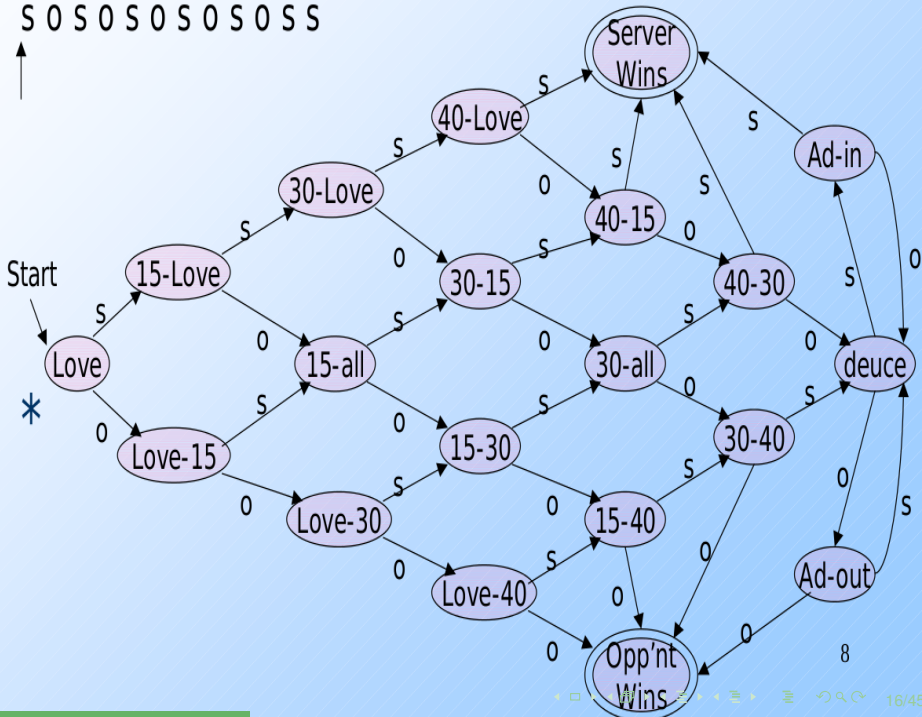 s o s o s o s o s o s s
Server
Wins
s
40-Love
s
s
Ad-in
s
o
s
s
30-Love
40-15
s
o
s
o
o
Start
15-Love
30-15
s
s
s
s
o
o
o
Love
15-all
30-all
deuce
*
s
o
s
o
s
o
Love-15
15-30
30-40
s
s
o
o
o
s
Love-30
15-40
o
s
o
Ad-out
Love-40
o
o
o
Opp'nt
Wins
8